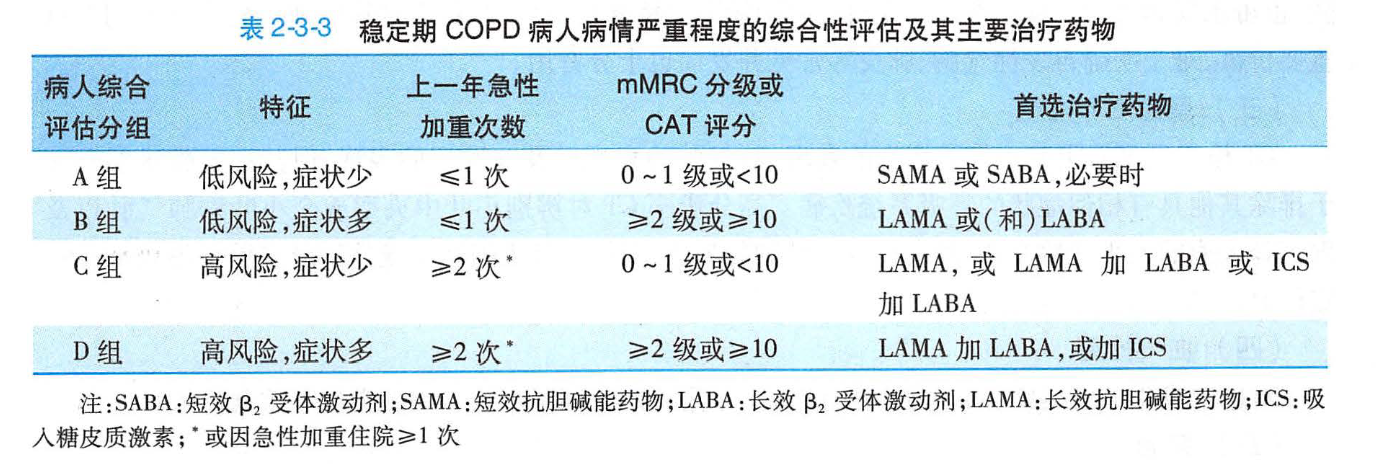 表 2-3-3 稳定期 COPD 病人病情严重程度的综合性评估及其主要治疗药物
病人综合评估分组 特征 上一年急性加重次数 mMRC 分级或 CAT 评分 首选治疗药物
A 组 低风险,症状少 ≤1 次 0~1 级或<10 SAMA 或 SABA,必要时
B 组 低风险,症状多 ≤1 次 ≥2 级或≥10 LAMA 或(和)LABA
C 组 高风险,症状少 ≥2 次* 0~1 级或<10 LAMA, 或 LAMA 加 LABA 或 ICS
加 LABA
D 组 高风险,症状多 ≥2 次* ≥2 级或≥10 LAMA 加 LABA,或加 ICS
注:SABA:短效 β₂ 受体激动剂;SAMA:短效抗胆碱能药物;LABA:长效 β₂ 受体激动剂;LAMA:长效抗胆碱能药物;ICS:吸
入糖皮质激素;*或因急性加重住院≥1 次